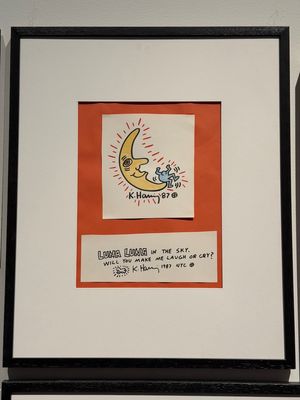 K. Haring 87
LUNA LUNA IN THE SKY.
WILL YOU MAKE ME LAUGH OR CRY?
K. Haring 1987 NYC